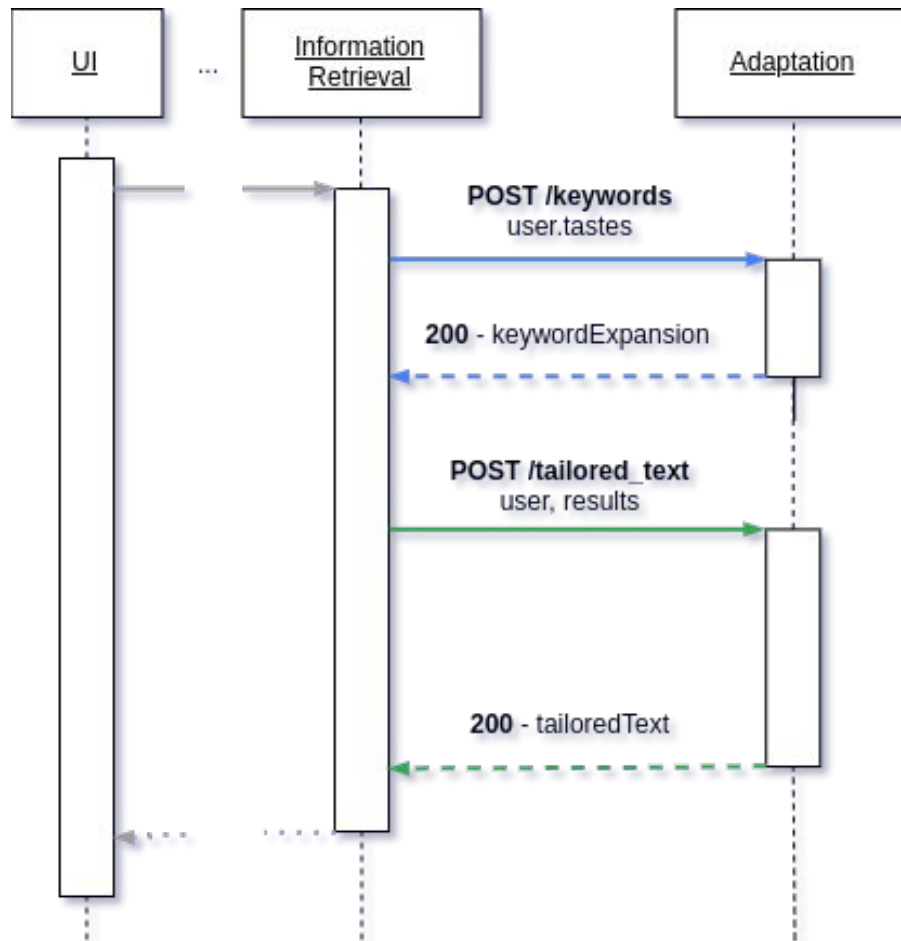 UI
...
Information
Retrieval
Adaptation
POST /keywords
user.tastes
200 - keywordExpansion
POST /tailored_text
user, results
200 - tailoredText